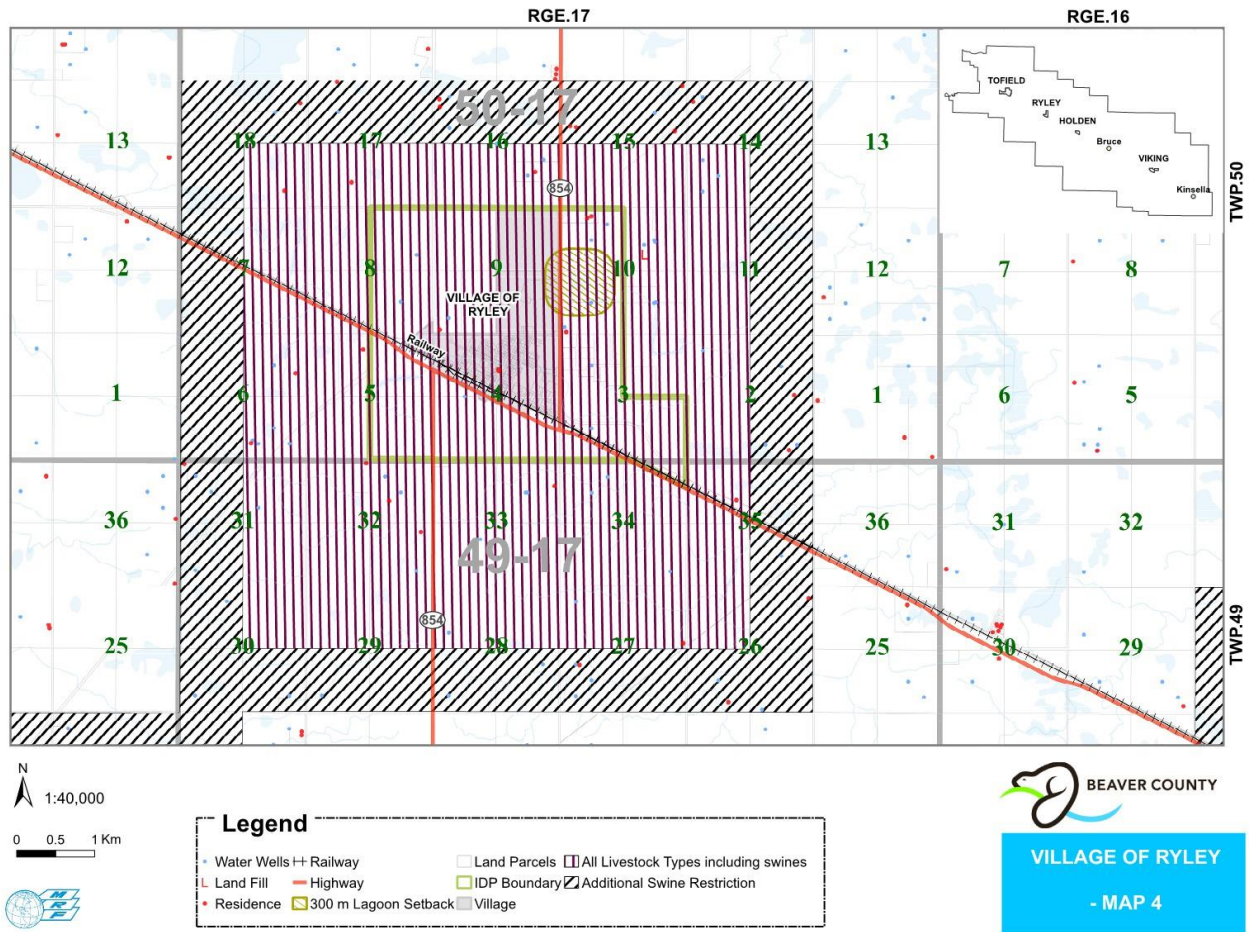 RGE.17
RGE.16
50-17
TOFIELD
RYLEY
HOLDEN
Bruce
VIKING
Kinsella
TWP.50
13
18
17
16
15
14
13
854
12
7
8
9
10
11
12
7
8
L
VILLAGE OF
RYLEY
Railway
1
6
5
4
3
2
1
6
5
36
31
32
33
34
35
36
31
32
49-17
854
25
30
29
28
27
26
25
30
29
TWP.49
N
1:40,000
0 0.5 1 Km
MRF
Legend
Water Wells
Railway
Land Parcels
All Livestock Types including swines
L Land Fill
Highway
IDP Boundary
Additional Swine Restriction
Residence
300 m Lagoon Setback
Village
BEAVER COUNTY
VILLAGE OF RYLEY
- MAP 4